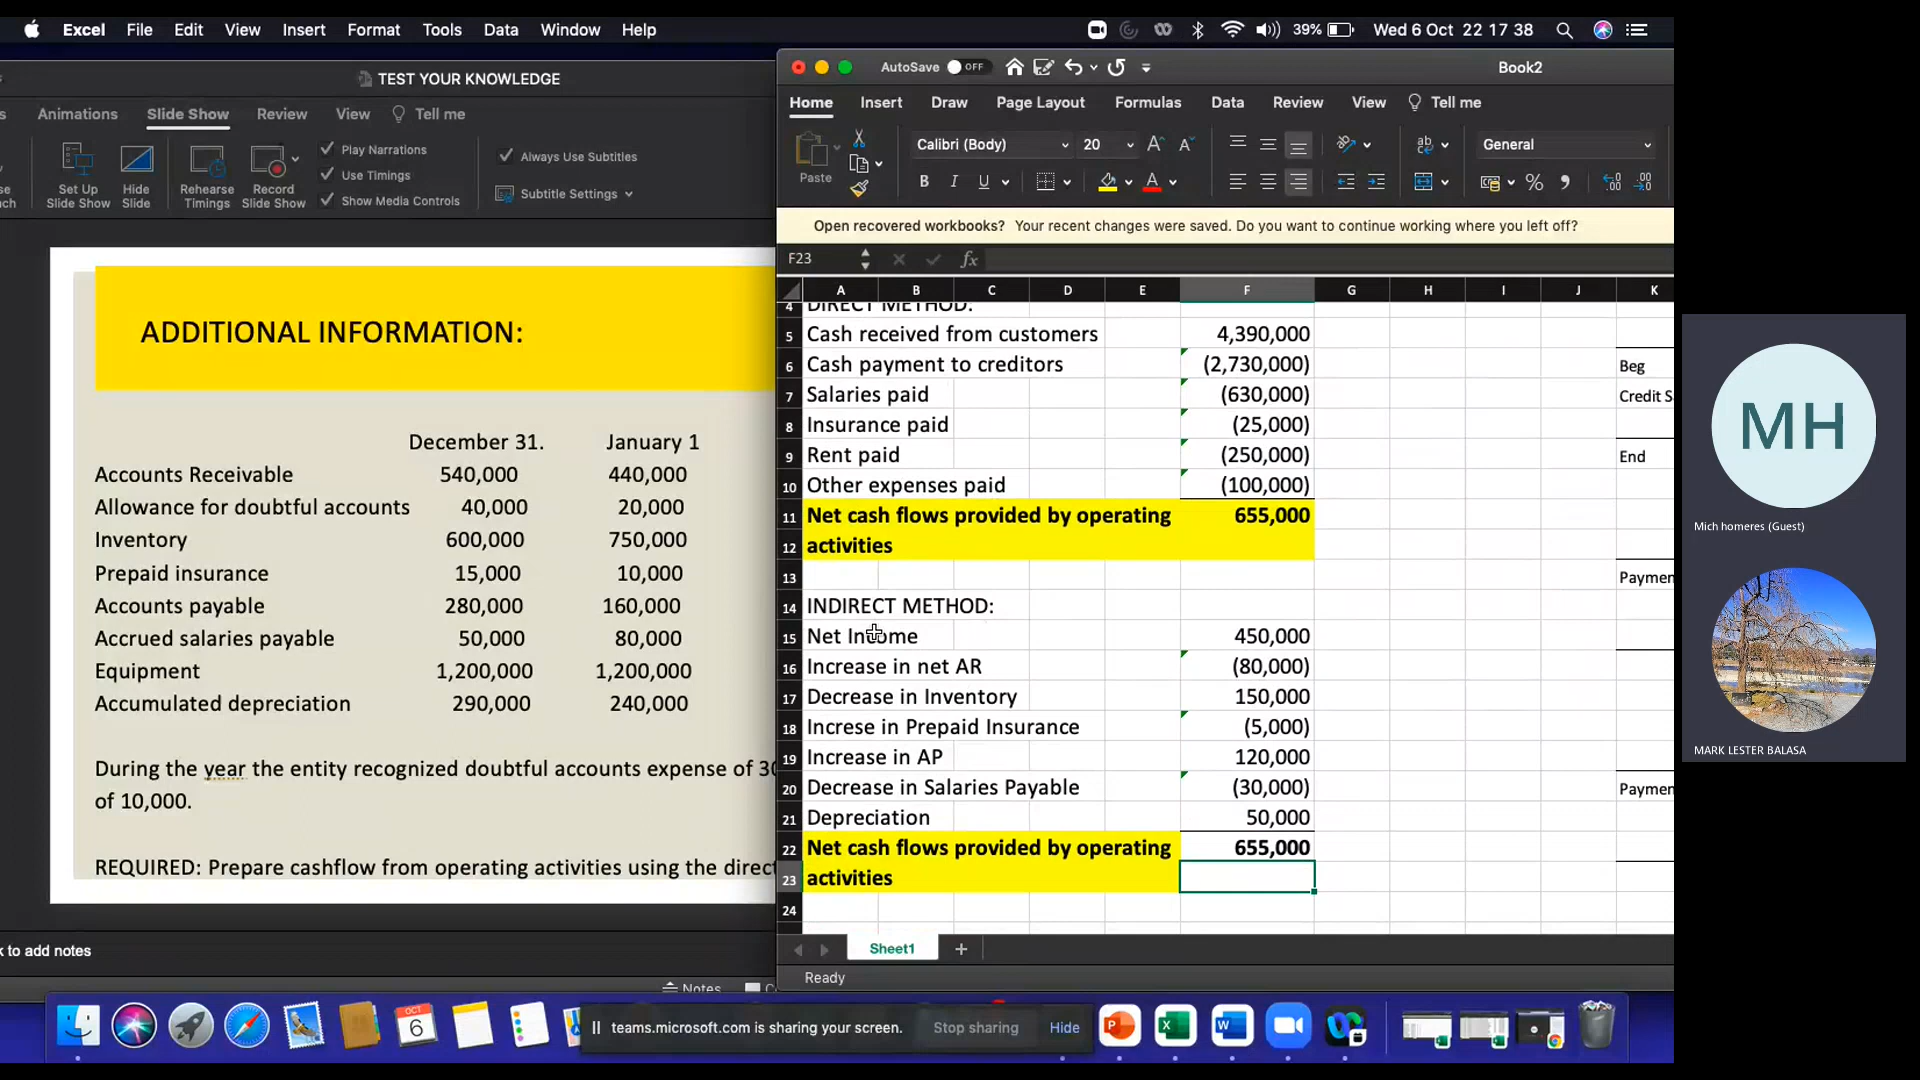 Excel File Edit View Insert Format Tools Data Window Help
39% Wed 6 Oct 22 17 38
TEST YOUR KNOWLEDGE
Animations Slide Show Review View Tell me
Set Up Slide Show
Hide Slide
Rehearse Timings
Record Slide Show
Play Narrations
Use Timings
Show Media Controls
Always Use Subtitles
Subtitle Settings
ADDITIONAL INFORMATION:
December 31. January 1
Accounts Receivable 540,000 440,000
Allowance for doubtful accounts 40,000 20,000
Inventory 600,000 750,000
Prepaid insurance 15,000 10,000
Accounts payable 280,000 160,000
Accrued salaries payable 50,000 80,000
Equipment 1,200,000 1,200,000
Accumulated depreciation 290,000 240,000
During the year the entity recognized doubtful accounts expense of
of 10,000.
REQUIRED: Prepare cashflow from operating activities using the direct
k to add notes
Notes
AutoSave OFF
Book2
Home Insert Draw Page Layout Formulas Data Review View Tell me
Paste
Calibri (Body) 20
B I U
A A
ab
General
% 9
Open recovered workbooks? Your recent changes were saved. Do you want to continue working where you left off?
F23 fx
A B C D E F G H I J K
4 DIRECT METHOD:
5 Cash received from customers 4,390,000
6 Cash payment to creditors (2,730,000) Beg
7 Salaries paid (630,000) Credit S
8 Insurance paid (25,000)
9 Rent paid (250,000) End
10 Other expenses paid (100,000)
11 Net cash flows provided by operating 655,000
12 activities
13 Paymen
14 INDIRECT METHOD:
15 Net Income 450,000
16 Increase in net AR (80,000)
17 Decrease in Inventory 150,000
18 Increse in Prepaid Insurance (5,000)
19 Increase in AP 120,000
20 Decrease in Salaries Payable (30,000) Paymen
21 Depreciation 50,000
22 Net cash flows provided by operating 655,000
23 activities
24
Sheet1
Ready
OCT
6
teams.microsoft.com is sharing your screen. Stop sharing Hide
MH
Mich homeres (Guest)
MARK LESTER BALASA